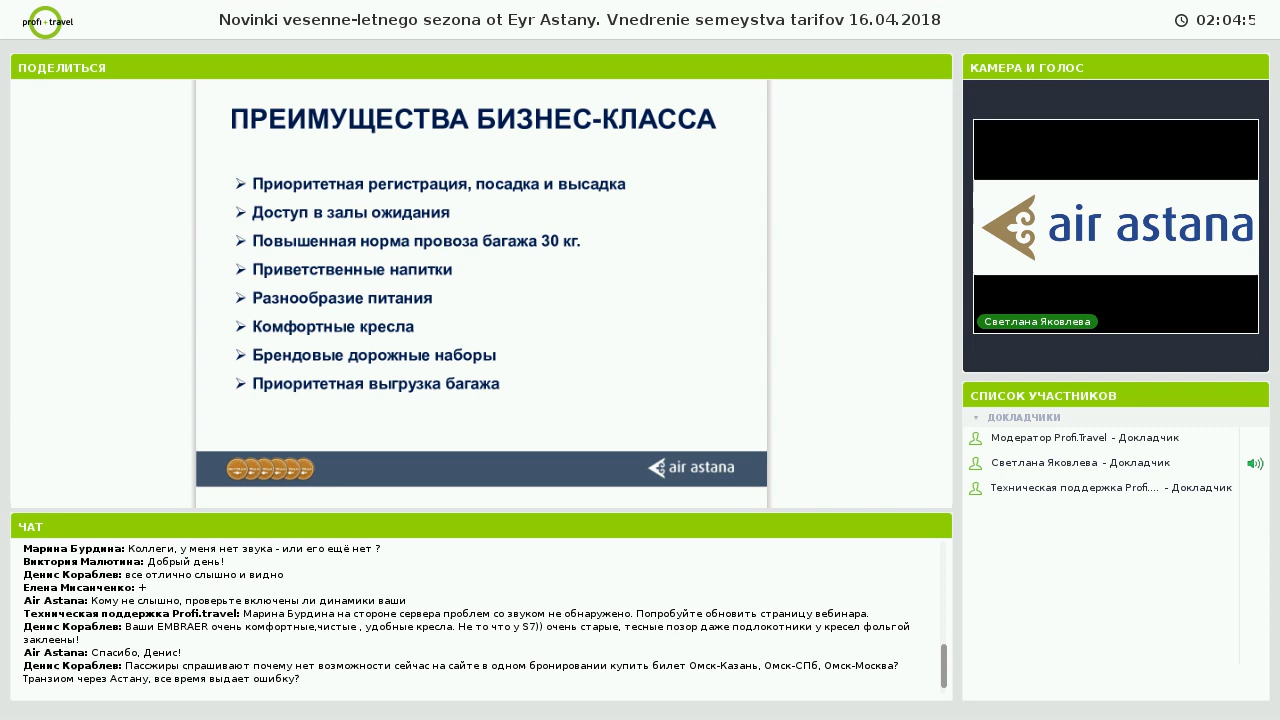 profi + travel
Novinki vesenne-letnego sezona ot Eyr Astany. Vnedrenie semeystva tarifov 16.04.2018
02:04:5
ПОДЕЛИТЬСЯ
ПРЕИМУЩЕСТВА БИЗНЕС-КЛАССА
Приоритетная регистрация, посадка и высадка
Доступ в залы ожидания
Повышенная норма провоза багажа 30 кг.
Приветственные напитки
Разнообразие питания
Комфортные кресла
Брендовые дорожные наборы
Приоритетная выгрузка багажа
air astana
КАМЕРА И ГОЛОС
air astana
Светлана Яковлева
СПИСОК УЧАСТНИКОВ
ДОКЛАДЧИКИ
Модератор Profi.Travel - Докладчик
Светлана Яковлева - Докладчик
Техническая поддержка Profi.... - Докладчик
ЧАТ
Марина Бурдина: Коллеги, у меня нет звука - или его ещё нет ?
Виктория Малютина: Добрый день!
Денис Кораблев: все отлично слышно и видно
Елена Мисанченко: +
Air Astana: Кому не слышно, проверьте включены ли динамики ваши
Техническая поддержка Profi.travel: Марина Бурдина на стороне сервера проблем со звуком не обнаружено. Попробуйте обновить страницу вебинара.
Денис Кораблев: Ваши EMBRAER очень комфортные,чистые , удобные кресла. Не то что у S7)) очень старые, тесные позор даже подлокотники у кресел фольгой
заклеены!
Air Astana: Спасибо, Денис!
Денис Кораблев: Пассжиры спрашивают почему нет возможности сейчас на сайте в одном бронировании купить билет Омск-Казань, Омск-СПб, Омск-Москва?
Транзиом через Астану, все время выдает ошибку?